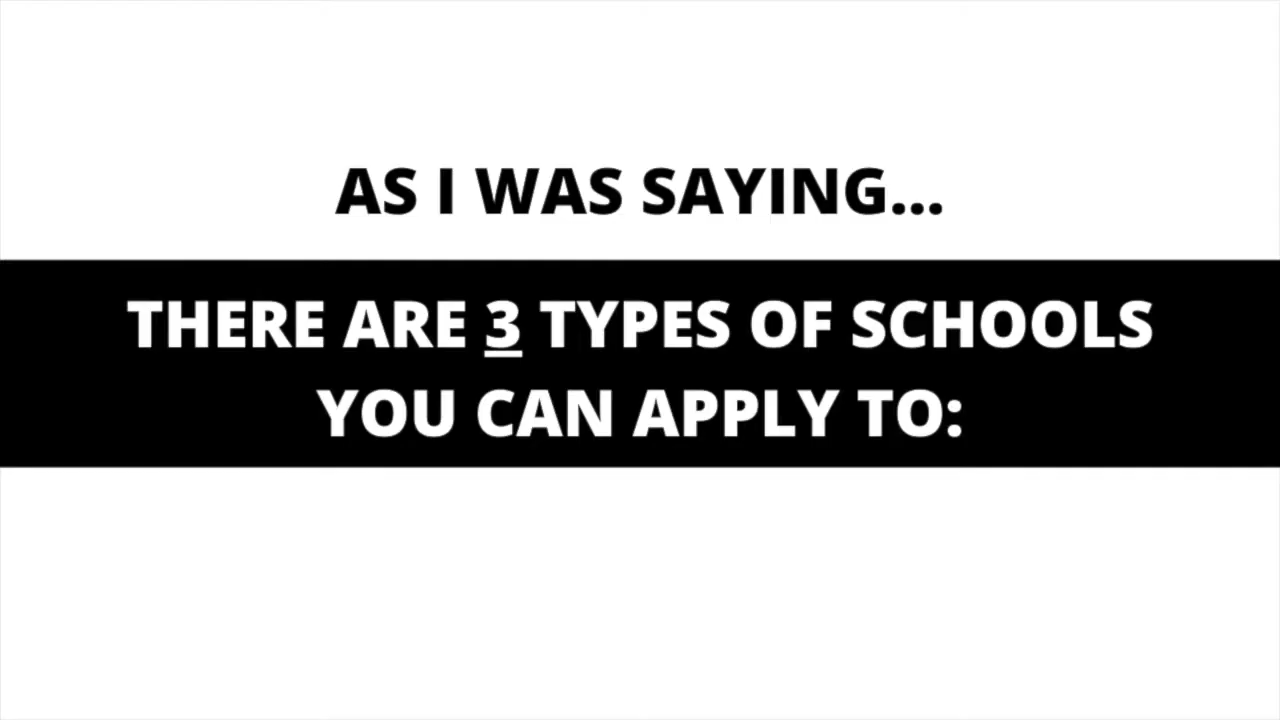 AS I WAS SAYING...
THERE ARE 3 TYPES OF SCHOOLS
YOU CAN APPLY TO: